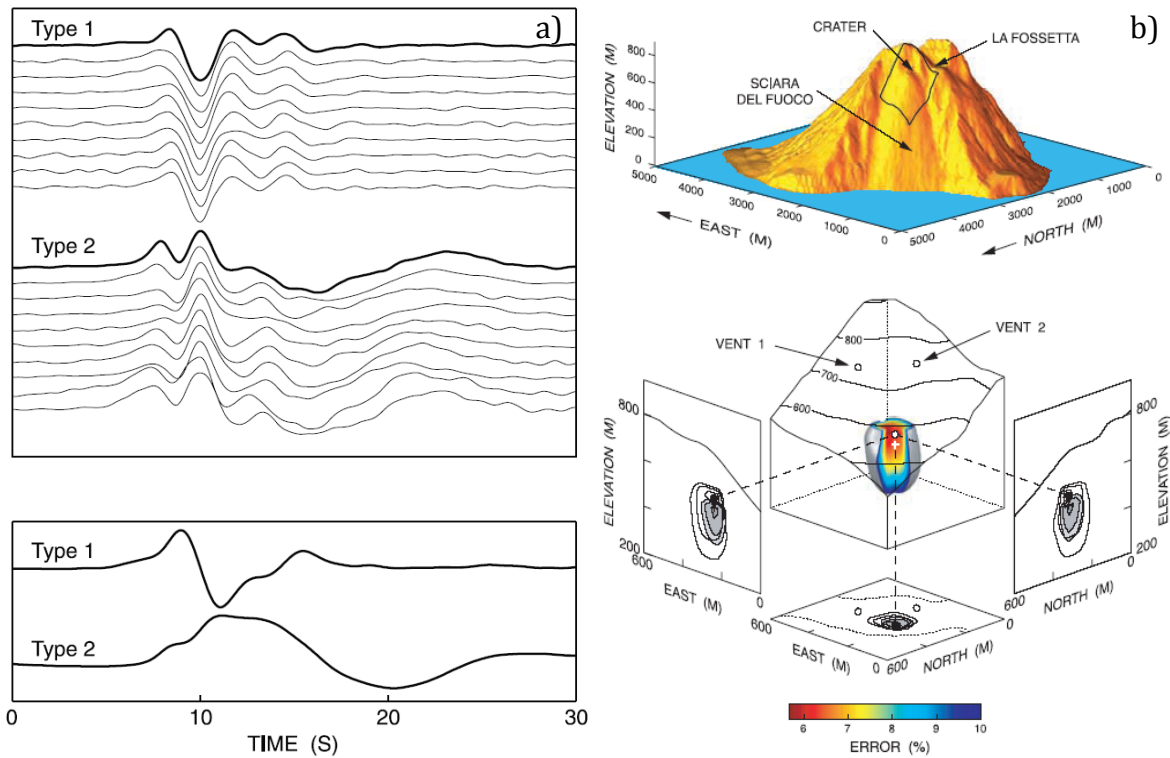 a)
Type 1
Type 2
Type 1
Type 2
0 10 20 30
TIME (S)
b)
CRATER
LA FOSSETTA
SCIARA
DEL FUOCO
ELEVATION (M)
800
600
400
200
0
5000 4000 3000 2000 1000 0
EAST (M)
5000 4000 3000 2000 1000 0
NORTH (M)
VENT 1
VENT 2
800
700
600
ELEVATION (M)
800
200
600 0
EAST (M)
800
200
ELEVATION (M)
600 0
NORTH (M)
600 0
EAST (M)
600 0
NORTH (M)
6 7 8 9 10
ERROR (%)